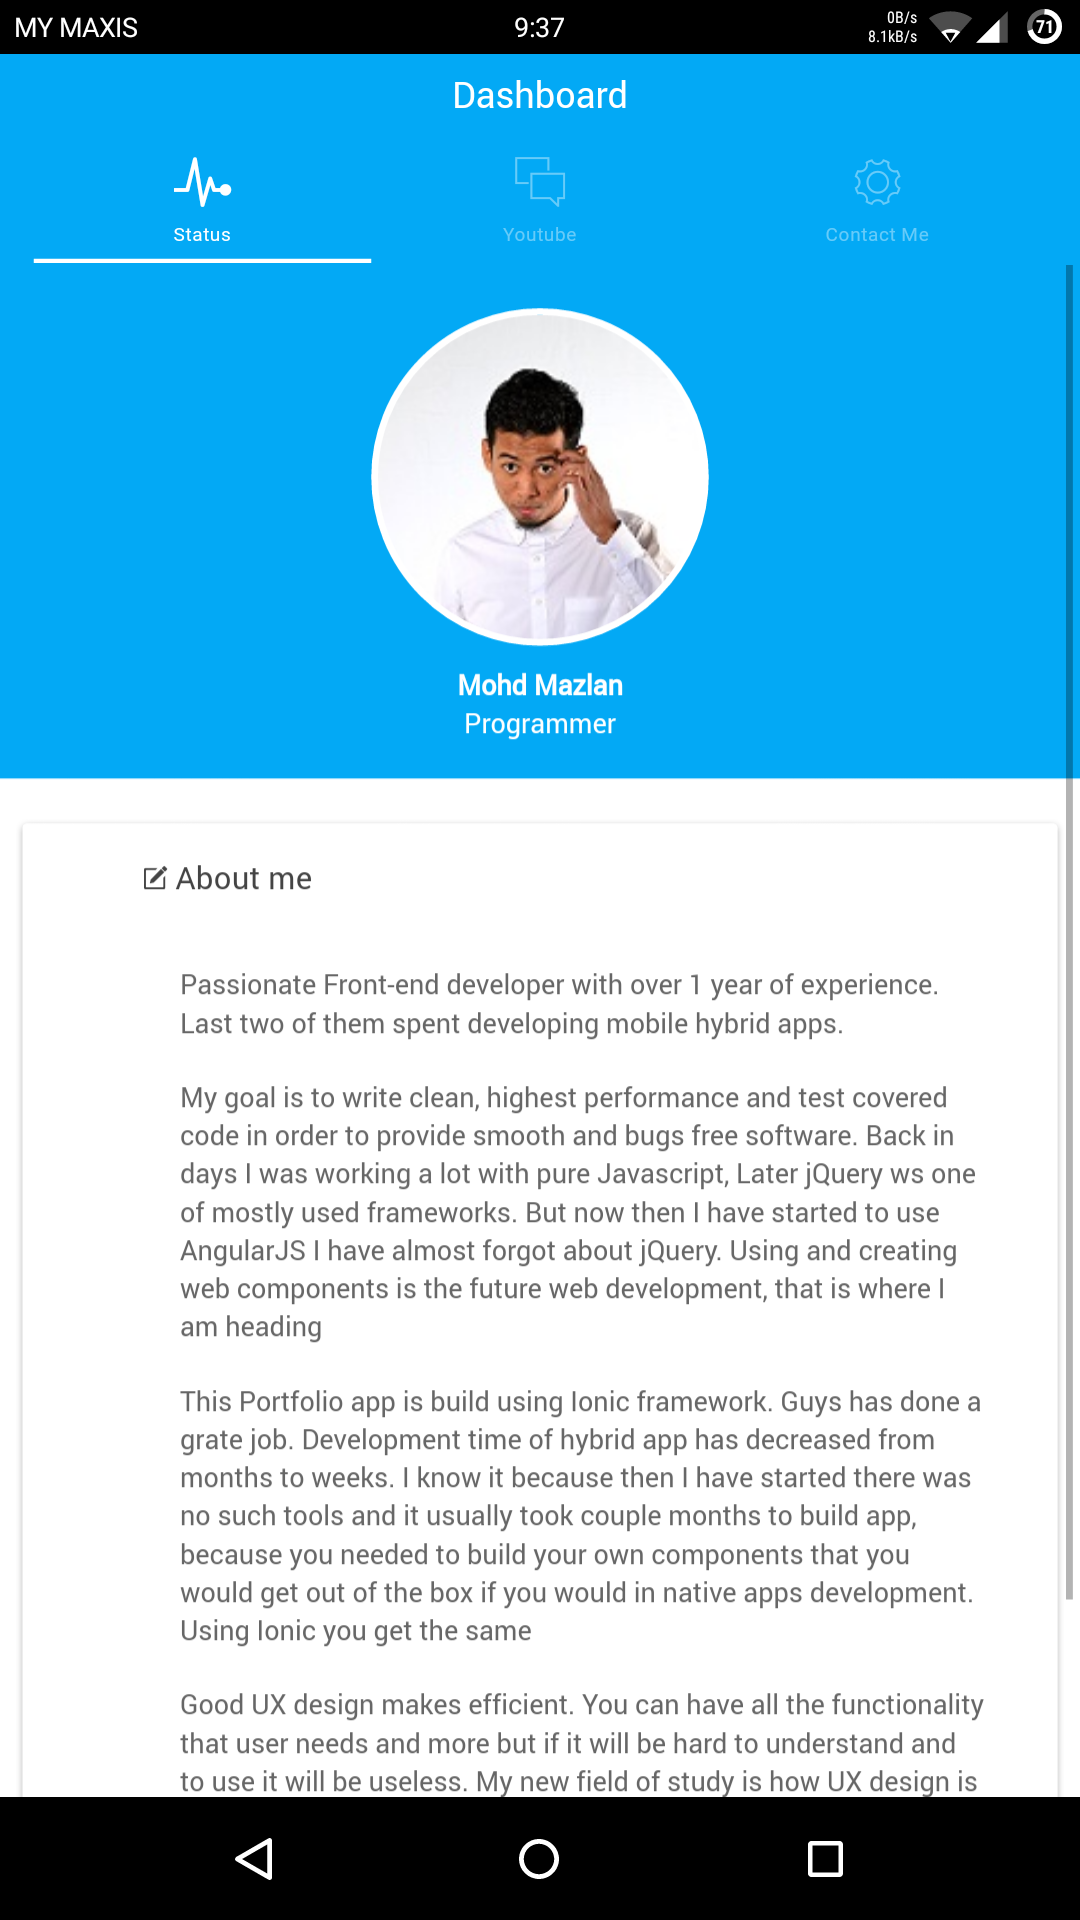 MY MAXIS
9:37
0B/s
8.1kB/s
71
Dashboard
Status
Youtube
Contact Me
Mohd Mazlan
Programmer
About me
Passionate Front-end developer with over 1 year of experience.
Last two of them spent developing mobile hybrid apps.
My goal is to write clean, highest performance and test covered
code in order to provide smooth and bugs free software. Back in
days I was working a lot with pure Javascript, Later jQuery ws one
of mostly used frameworks. But now then I have started to use
AngularJS I have almost forgot about jQuery. Using and creating
web components is the future web development, that is where I
am heading
This Portfolio app is build using Ionic framework. Guys has done a
grate job. Development time of hybrid app has decreased from
months to weeks. I know it because then I have started there was
no such tools and it usually took couple months to build app,
because you needed to build your own components that you
would get out of the box if you would in native apps development.
Using Ionic you get the same
Good UX design makes efficient. You can have all the functionality
that user needs and more but if it will be hard to understand and
to use it will be useless. My new field of study is how UX design is